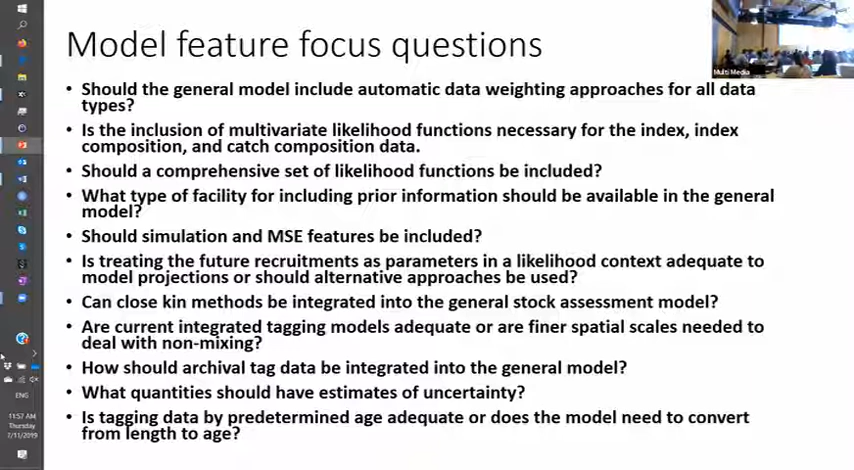 Model feature focus questions
Multi Media
• Should the general model include automatic data weighting approaches for all data
types?
• Is the inclusion of multivariate likelihood functions necessary for the index, index
composition, and catch composition data.
• Should a comprehensive set of likelihood functions be included?
• What type of facility for including prior information should be available in the general
model?
• Should simulation and MSE features be included?
• Is treating the future recruitments as parameters in a likelihood context adequate to
model projections or should alternative approaches be used?
• Can close kin methods be integrated into the general stock assessment model?
• Are current integrated tagging models adequate or are finer spatial scales needed to
deal with non-mixing?
• How should archival tag data be integrated into the general model?
• What quantities should have estimates of uncertainty?
• Is tagging data by predetermined age adequate or does the model need to convert
from length to age?
ENG
11:57 AM
Thursday
7/11/2019